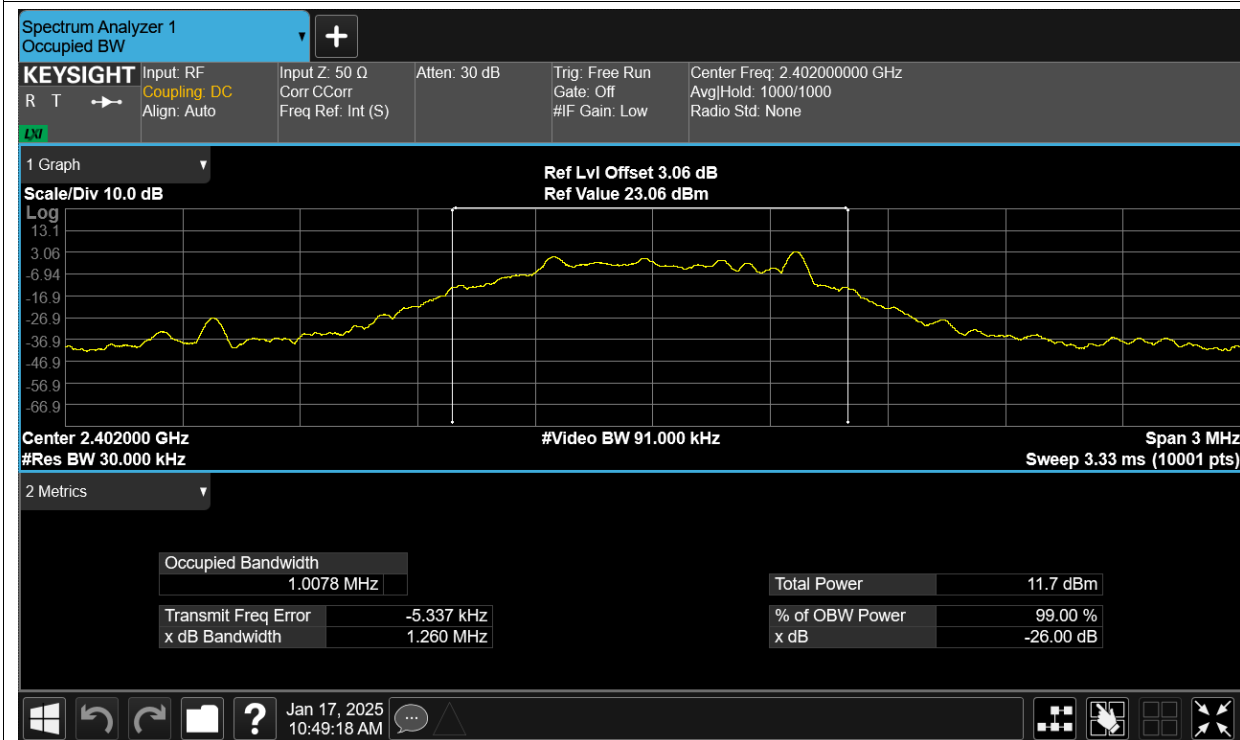 Spectrum Analyzer 1
Occupied BW
KEYSIGHT
R T
LXI
Input: RF
Coupling: DC
Align: Auto
Input Z: 50 Ω
Corr CCorr
Freq Ref: Int (S)
Atten: 30 dB
Trig: Free Run
Gate: Off
#IF Gain: Low
Center Freq: 2.402000000 GHz
Avg|Hold: 1000/1000
Radio Std: None
1 Graph
Scale/Div 10.0 dB
Ref Lvl Offset 3.06 dB
Ref Value 23.06 dBm
Log
13.1
3.06
-6.94
-16.9
-26.9
-36.9
-46.9
-56.9
-66.9
Center 2.402000 GHz
#Video BW 91.000 kHz
Span 3 MHz
#Res BW 30.000 kHz
Sweep 3.33 ms (10001 pts)
2 Metrics
Occupied Bandwidth
1.0078 MHz
Total Power 11.7 dBm
Transmit Freq Error -5.337 kHz
% of OBW Power 99.00 %
x dB Bandwidth 1.260 MHz
x dB -26.00 dB
?
Jan 17, 2025
10:49:18 AM